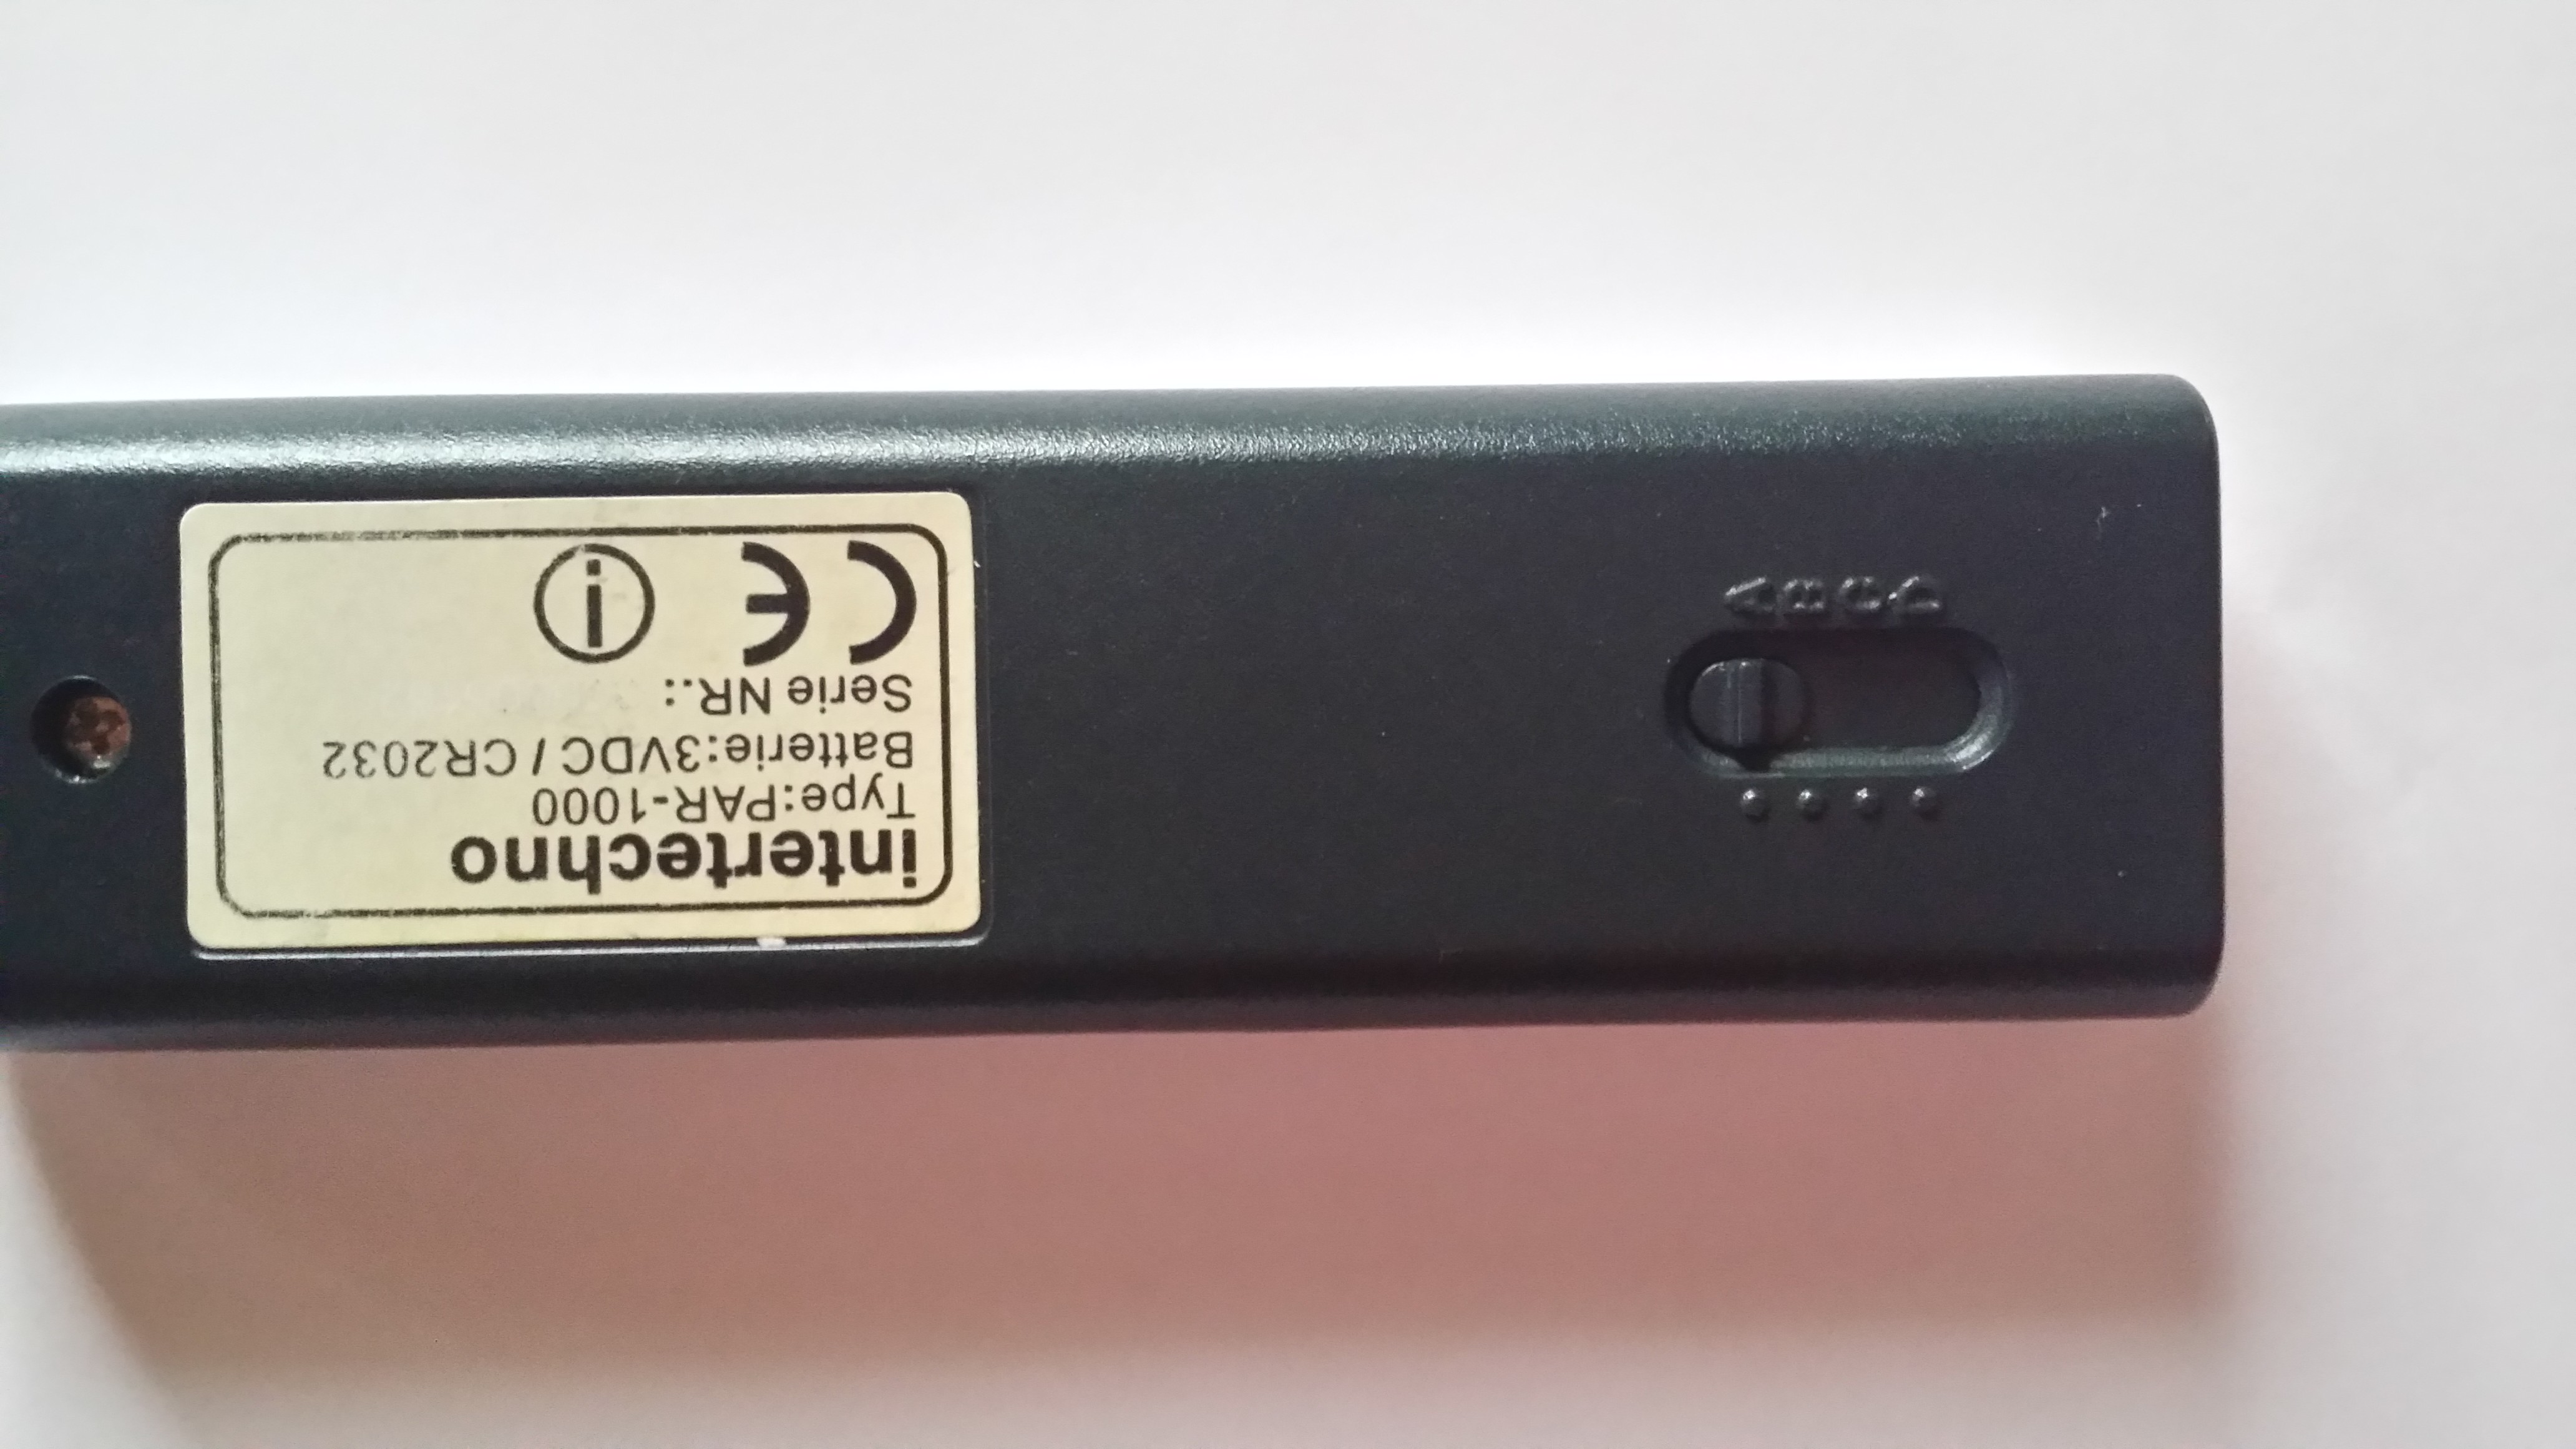 intertechno
Type:PAR-1000
Batterie:3VDC / CR2032
Serie NR.:
CE i
A B C D